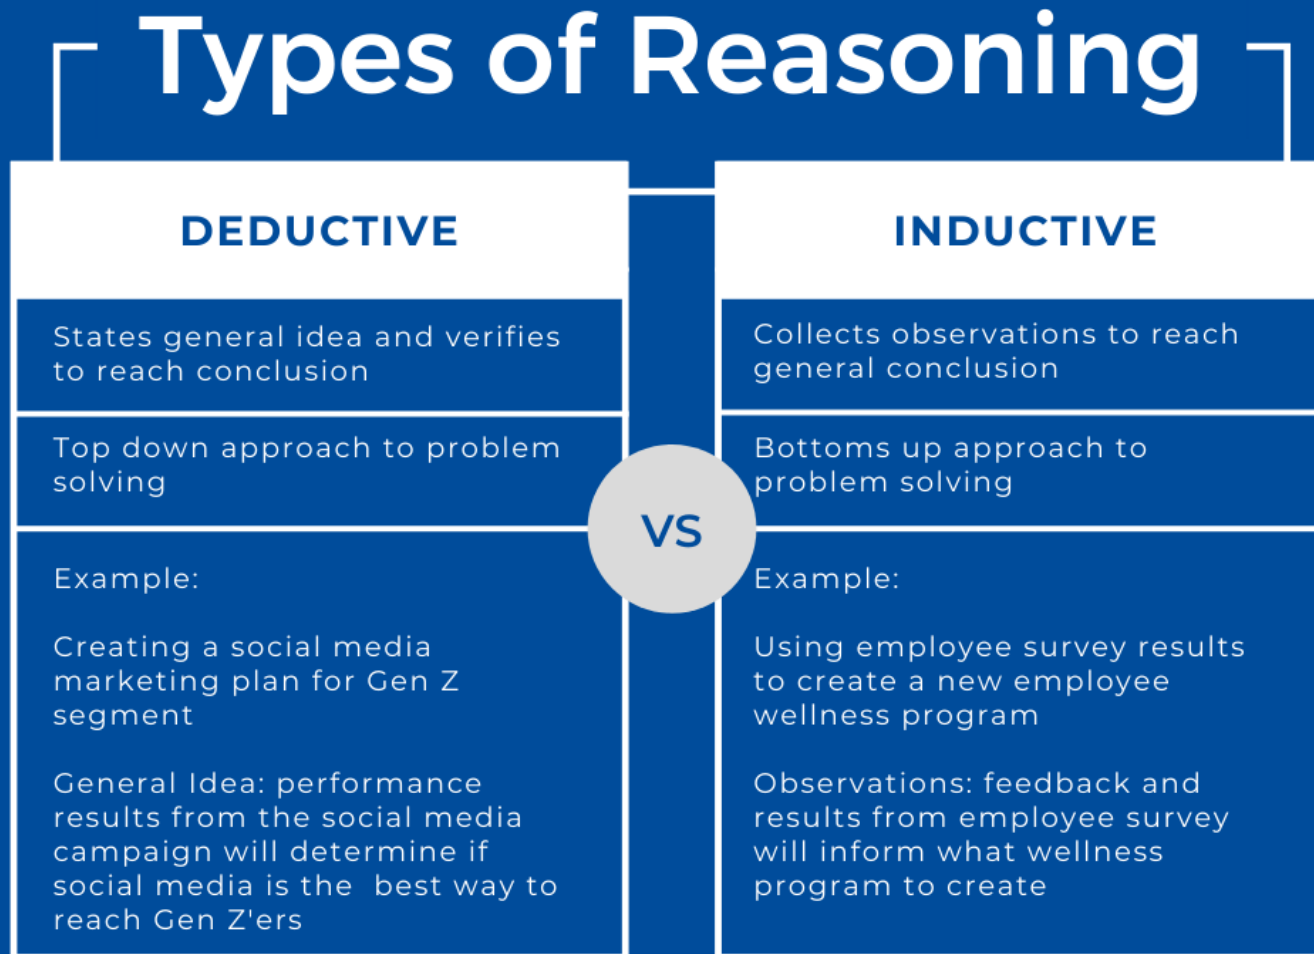 Types of Reasoning
DEDUCTIVE
States general idea and verifies
to reach conclusion
Top down approach to problem
solving
Example:
Creating a social media
marketing plan for Gen Z
segment
General Idea: performance
results from the social media
campaign will determine if
social media is the  best way to
reach Gen Z'ers
VS
INDUCTIVE
Collects observations to reach
general conclusion
Bottoms up approach to
problem solving
Example:
Using employee survey results
to create a new employee
wellness program
Observations: feedback and
results from employee survey
will inform what wellness
program to create